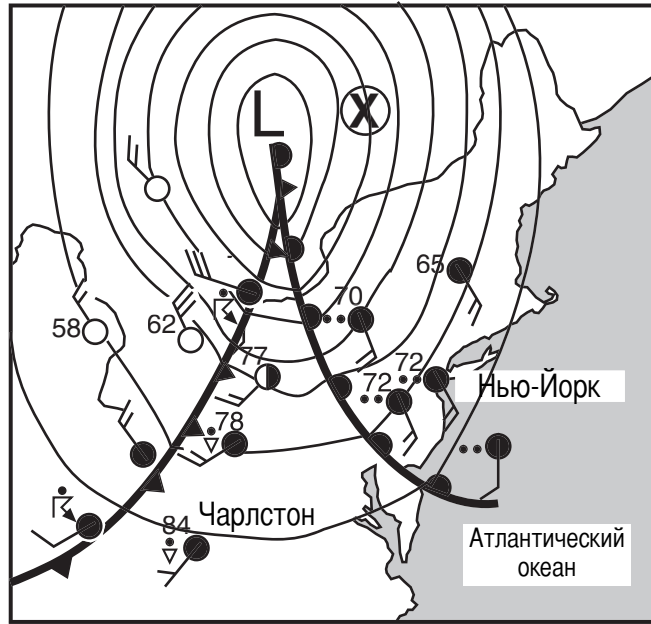 L
X
65
70
58
62
77
72
72
Нью-Йорк
78
84
Чарлстон
Атлантический
океан